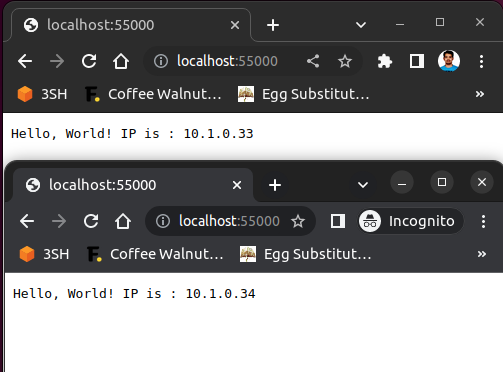 localhost:55000
localhost:55000
3SH Coffee Walnut… Egg Substitut… »
Hello, World! IP is : 10.1.0.33
localhost:55000
localhost:55000 Incognito
3SH Coffee Walnut… Egg Substitut… »
Hello, World! IP is : 10.1.0.34